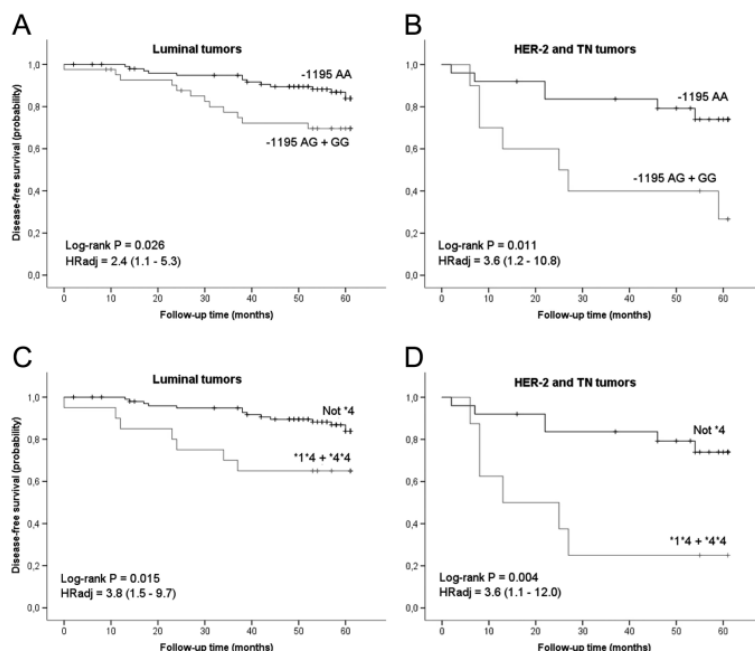 A
Luminal tumors
Disease-free survival (probability)
1,0
0,8
0,6
0,4
0,2
0,0
-1195 AA
-1195 AG + GG
Log-rank P = 0.026
HRadj = 2.4 (1.1 - 5.3)
0 10 20 30 40 50 60
Follow-up time (months)
B
HER-2 and TN tumors
Disease-free survival (probability)
1,0
0,8
0,6
0,4
0,2
0,0
-1195 AA
-1195 AG + GG
Log-rank P = 0.011
HRadj = 3.6 (1.2 - 10.8)
0 10 20 30 40 50 60
Follow-up time (months)
C
Luminal tumors
Disease-free survival (probability)
1,0
0,8
0,6
0,4
0,2
0,0
Not *4
*1*4 + *4*4
Log-rank P = 0.015
HRadj = 3.8 (1.5 - 9.7)
0 10 20 30 40 50 60
Follow-up time (months)
D
HER-2 and TN tumors
Disease-free survival (probability)
1,0
0,8
0,6
0,4
0,2
0,0
Not *4
*1*4 + *4*4
Log-rank P = 0.004
HRadj = 3.6 (1.1 - 12.0)
0 10 20 30 40 50 60
Follow-up time (months)